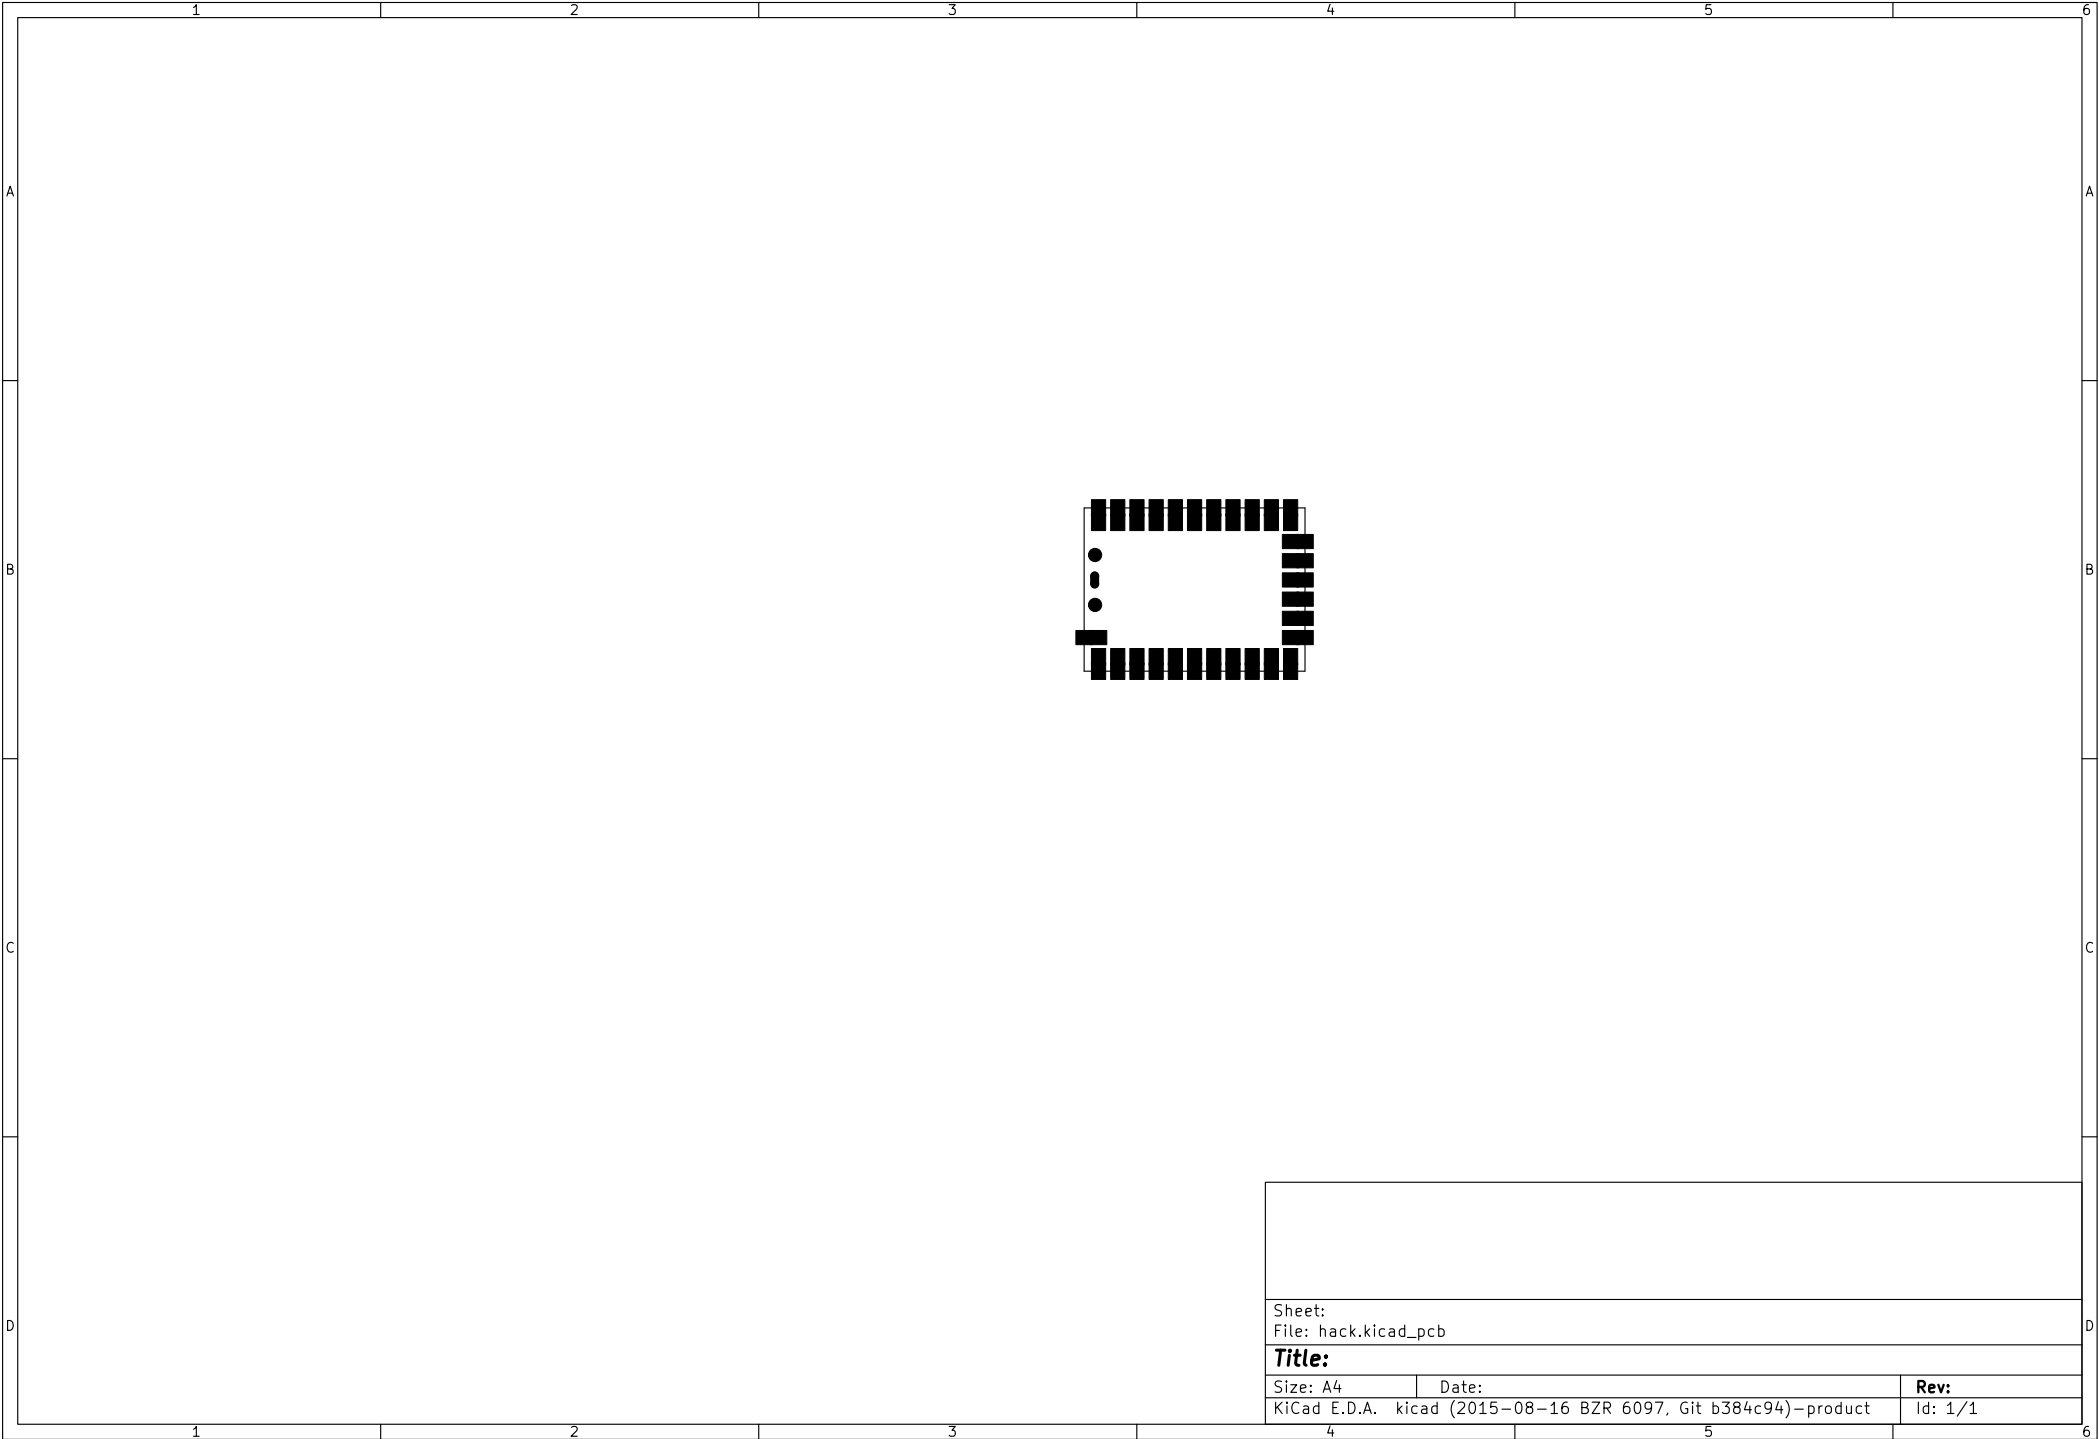 1 2 3 4 5 6
A A
B B
C C
Sheet:
D D
File: hack.kicad_pcb
Title:
Size: A4 Date: Rev:
KiCad E.D.A. kicad (2015-08-16 BZR 6097, Git b384c94)-product Id: 1/1
1 2 3 4 5 6